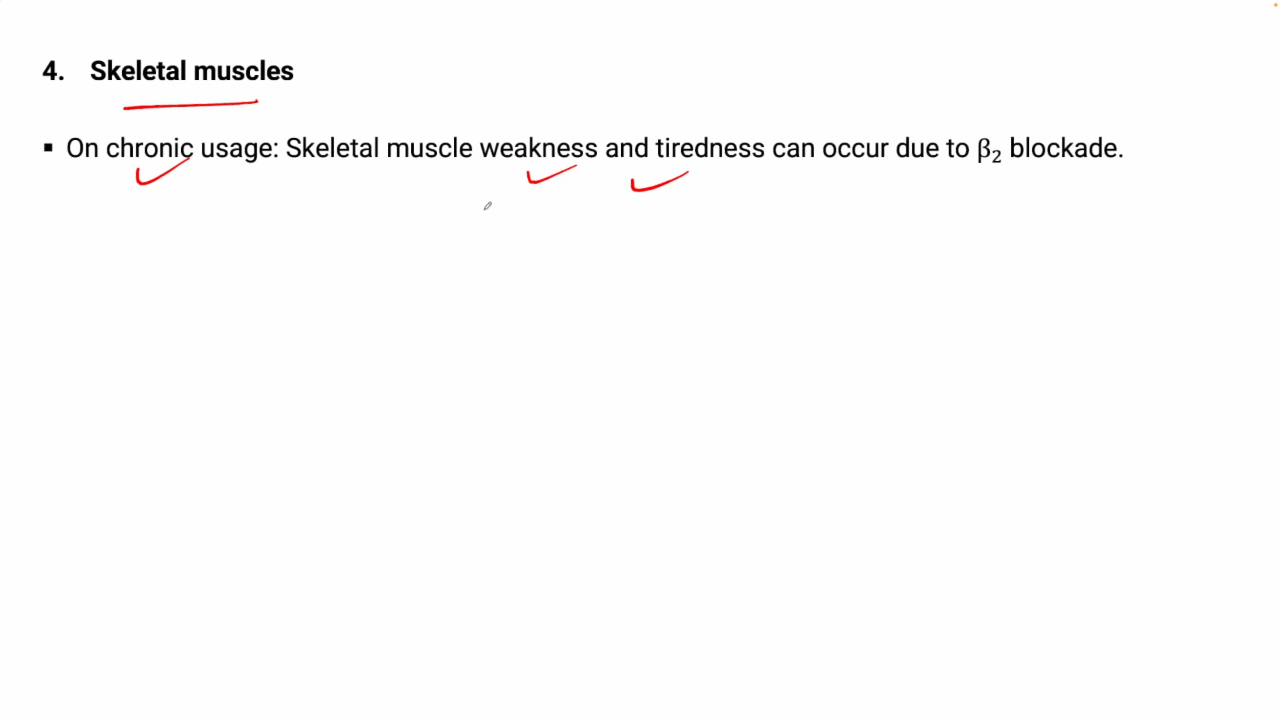 4. Skeletal muscles
▪ On chronic usage: Skeletal muscle weakness and tiredness can occur due to β₂ blockade.